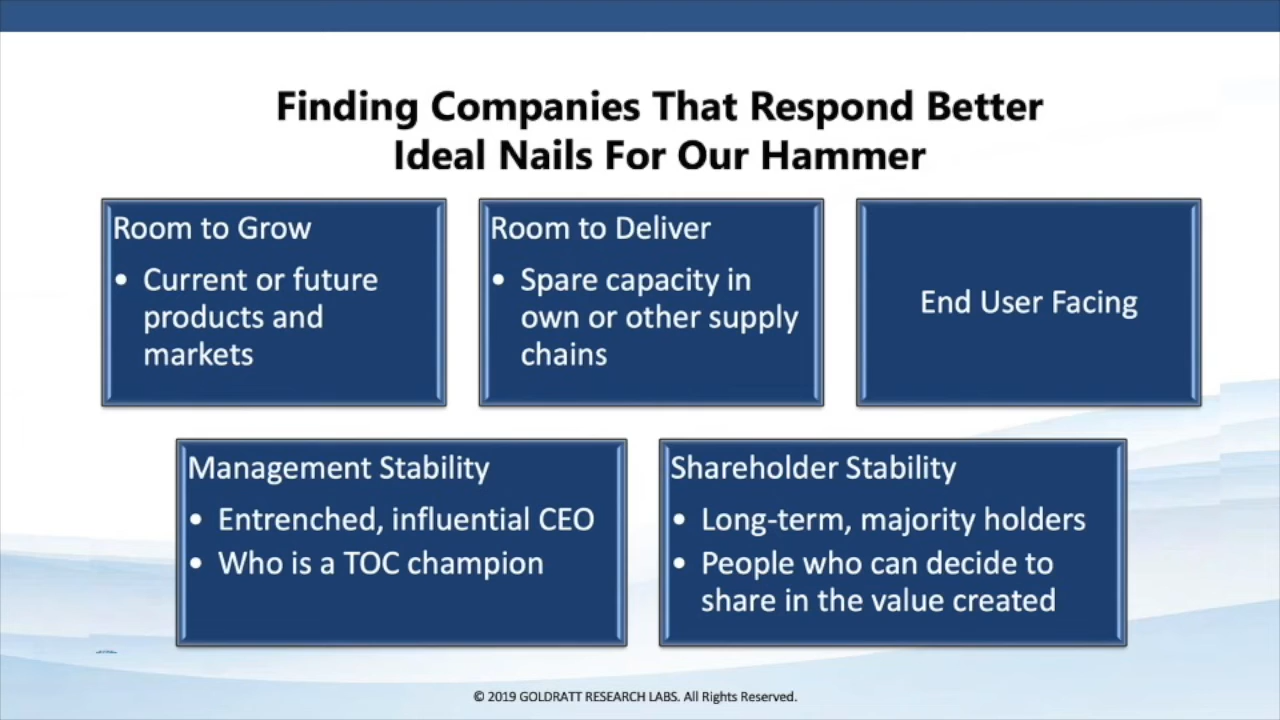 Finding Companies That Respond Better
Ideal Nails For Our Hammer
Room to Grow
• Current or future
products and
markets
Room to Deliver
• Spare capacity in
own or other supply
chains
End User Facing
Management Stability
• Entrenched, influential CEO
• Who is a TOC champion
Shareholder Stability
• Long-term, majority holders
• People who can decide to
share in the value created
© 2019 GOLDRATT RESEARCH LABS. All Rights Reserved.